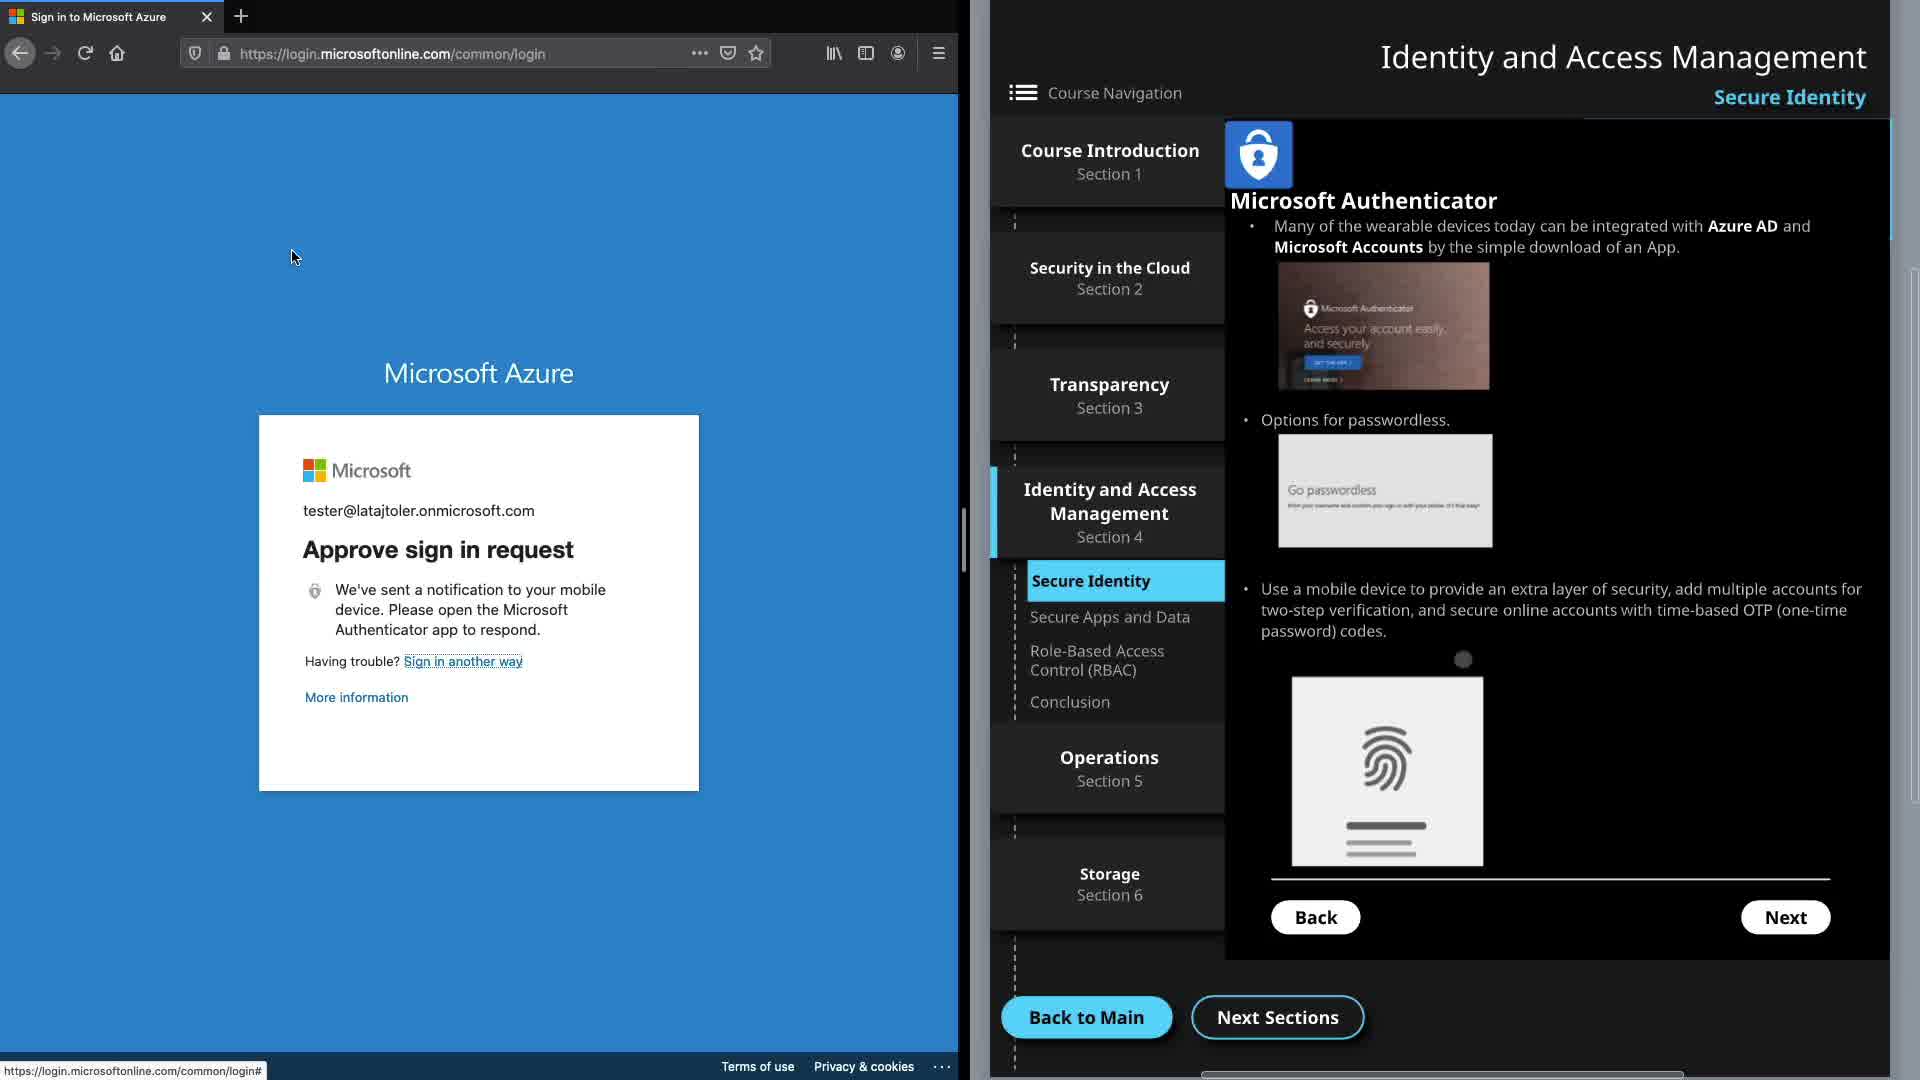 Sign in to Microsoft Azure
https://login.microsoftonline.com/common/login
Microsoft Azure
Microsoft
tester@latajtoler.onmicrosoft.com
Approve sign in request
We've sent a notification to your mobile
device. Please open the Microsoft
Authenticator app to respond.
Having trouble? Sign in another way
More information
Terms of use Privacy & cookies ...
https://login.microsoftonline.com/common/login#
Identity and Access Management
Secure Identity
Course Navigation
Course Introduction
Section 1
Security in the Cloud
Section 2
Transparency
Section 3
Identity and Access
Management
Section 4
Secure Identity
Secure Apps and Data
Role-Based Access
Control (RBAC)
Conclusion
Operations
Section 5
Storage
Section 6
Microsoft Authenticator
• Many of the wearable devices today can be integrated with Azure AD and
Microsoft Accounts by the simple download of an App.
Microsoft Authenticator
Access your account easily,
and securely
GET THE APP >
LEARN MORE >
• Options for passwordless.
Go passwordless
• Use a mobile device to provide an extra layer of security, add multiple accounts for
two-step verification, and secure online accounts with time-based OTP (one-time
password) codes.
Back
Next
Back to Main
Next Sections